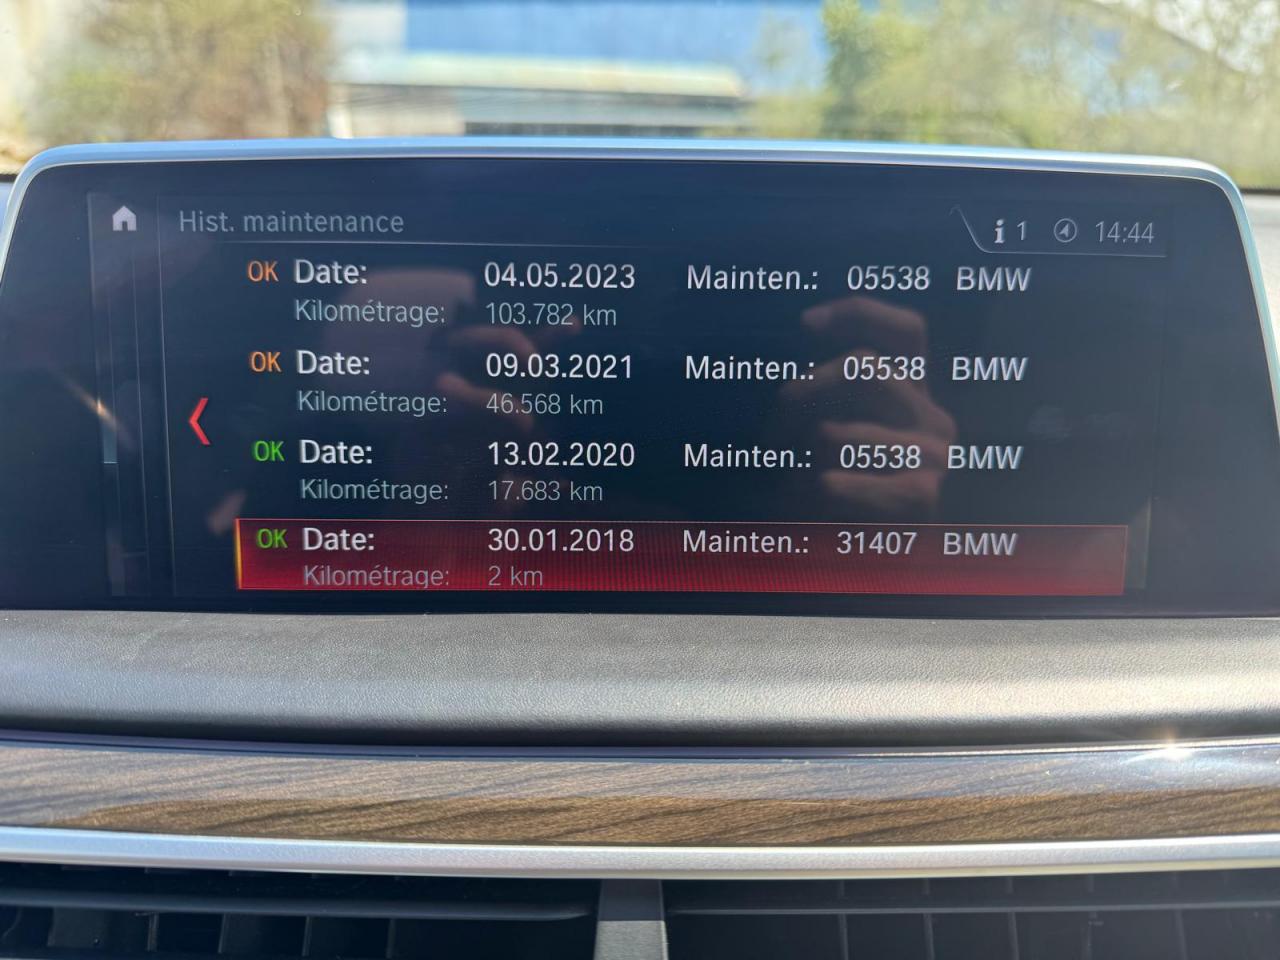 Hist. maintenance
i 1 14:44
OK Date: 04.05.2023 Mainten.: 05538 BMW
Kilométrage: 103.782 km
OK Date: 09.03.2021 Mainten.: 05538 BMW
Kilométrage: 46.568 km
OK Date: 13.02.2020 Mainten.: 05538 BMW
Kilométrage: 17.683 km
OK Date: 30.01.2018 Mainten.: 31407 BMW
Kilométrage: 2 km